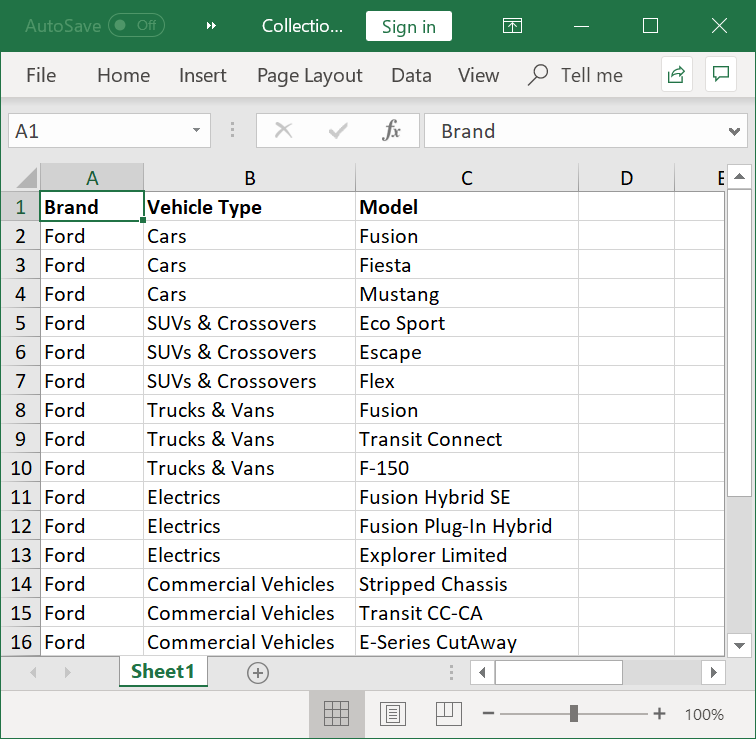 AutoSave Off Collectio... Sign in
File Home Insert Page Layout Data View Tell me
A1 fx Brand
A B C D E
1 Brand Vehicle Type Model
2 Ford Cars Fusion
3 Ford Cars Fiesta
4 Ford Cars Mustang
5 Ford SUVs & Crossovers Eco Sport
6 Ford SUVs & Crossovers Escape
7 Ford SUVs & Crossovers Flex
8 Ford Trucks & Vans Fusion
9 Ford Trucks & Vans Transit Connect
10 Ford Trucks & Vans F-150
11 Ford Electrics Fusion Hybrid SE
12 Ford Electrics Fusion Plug-In Hybrid
13 Ford Electrics Explorer Limited
14 Ford Commercial Vehicles Stripped Chassis
15 Ford Commercial Vehicles Transit CC-CA
16 Ford Commercial Vehicles E-Series CutAway
Sheet1
100%